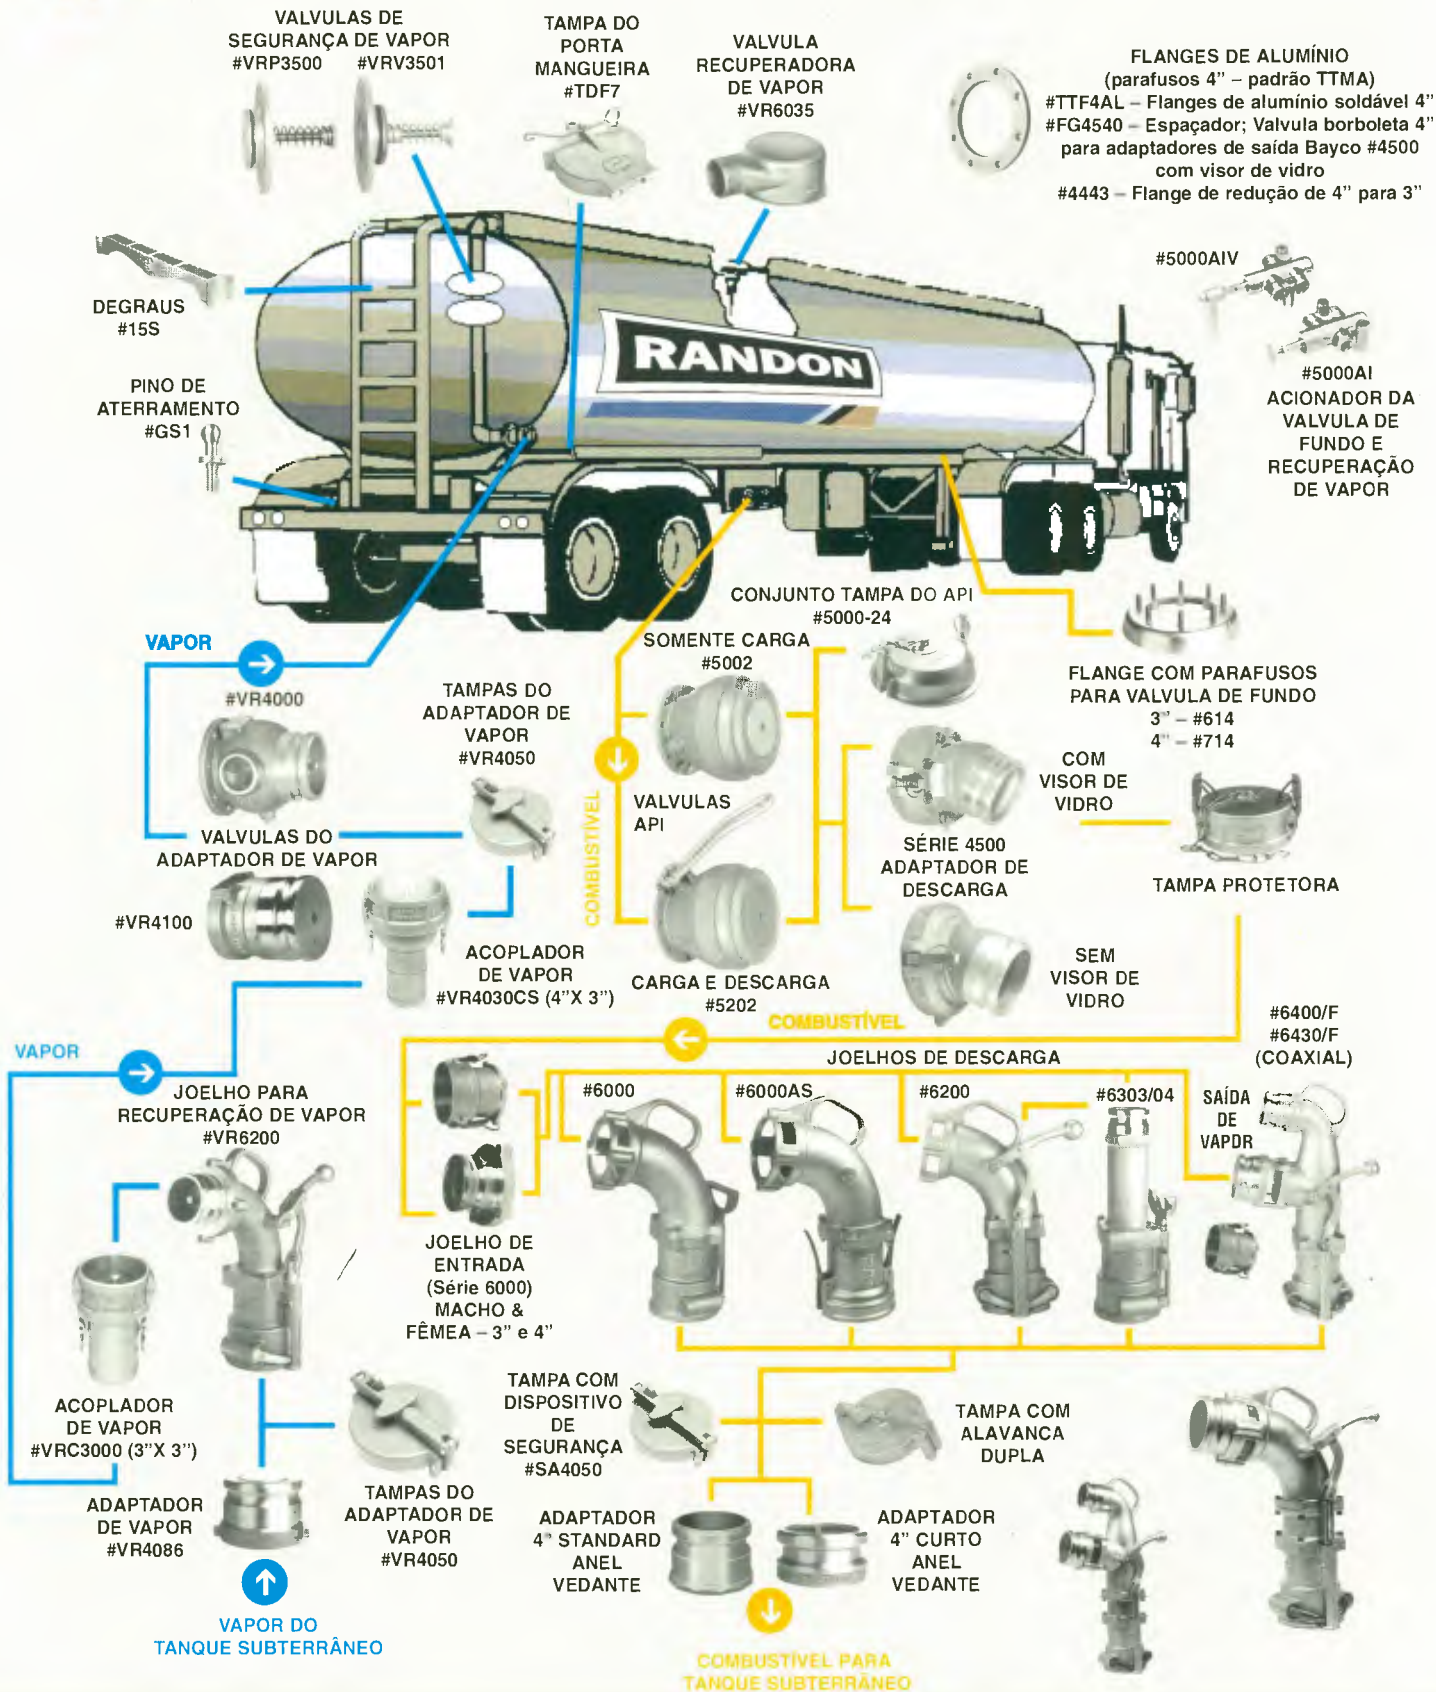 VALVULAS DE
SEGURANÇA DE VAPOR
#VRP3500 #VRV3501
TAMPA DO
PORTA
MANGUEIRA
#TDF7
VALVULA
RECUPERADORA
DE VAPOR
#VR6035
FLANGES DE ALUMÍNIO
(parafusos 4" – padrão TTMA)
#TTF4AL – Flanges de alumínio soldável 4"
#FG4540 – Espaçador; Valvula borboleta 4"
para adaptadores de saída Bayco #4500
com visor de vidro
#4443 – Flange de redução de 4" para 3"
DEGRAUS
#15S
PINO DE
ATERRAMENTO
#GS1
RANDON
#5000AIV
#5000AI
ACIONADOR DA
VALVULA DE
FUNDO E
RECUPERAÇÃO
DE VAPOR
VAPOR
#VR4000
TAMPAS DO
ADAPTADOR DE
VAPOR
#VR4050
VALVULAS DO
ADAPTADOR DE VAPOR
#VR4100
ACOPLADOR
DE VAPOR
#VR4030CS (4"X 3")
CONJUNTO TAMPA DO API
#5000-24
SOMENTE CARGA
#5002
COMBUSTÍVEL
VALVULAS
API
CARGA E DESCARGA
#5202
SÉRIE 4500
ADAPTADOR DE
DESCARGA
COM
VISOR DE
VIDRO
SEM
VISOR DE
VIDRO
FLANGE COM PARAFUSOS
PARA VALVULA DE FUNDO
3" – #614
4" – #714
TAMPA PROTETORA
COMBUSTÍVEL
VAPOR
JOELHO PARA
RECUPERAÇÃO DE VAPOR
#VR6200
JOELHOS DE DESCARGA
#6000
#6000AS
#6200
#6303/04
#6400/F
#6430/F
(COAXIAL)
SAÍDA
DE
VAPOR
JOELHO DE
ENTRADA
(Série 6000)
MACHO &
FÊMEA – 3" e 4"
ACOPLADOR
DE VAPOR
#VRC3000 (3"X 3")
ADAPTADOR
DE VAPOR
#VR4086
TAMPAS DO
ADAPTADOR DE
VAPOR
#VR4050
TAMPA COM
DISPOSITIVO
DE
SEGURANÇA
#SA4050
TAMPA COM
ALAVANCA
DUPLA
ADAPTADOR
4" STANDARD
ANEL
VEDANTE
ADAPTADOR
4" CURTO
ANEL
VEDANTE
VAPOR DO
TANQUE SUBTERRÂNEO
COMBUSTÍVEL PARA
TANQUE SUBTERRÂNEO